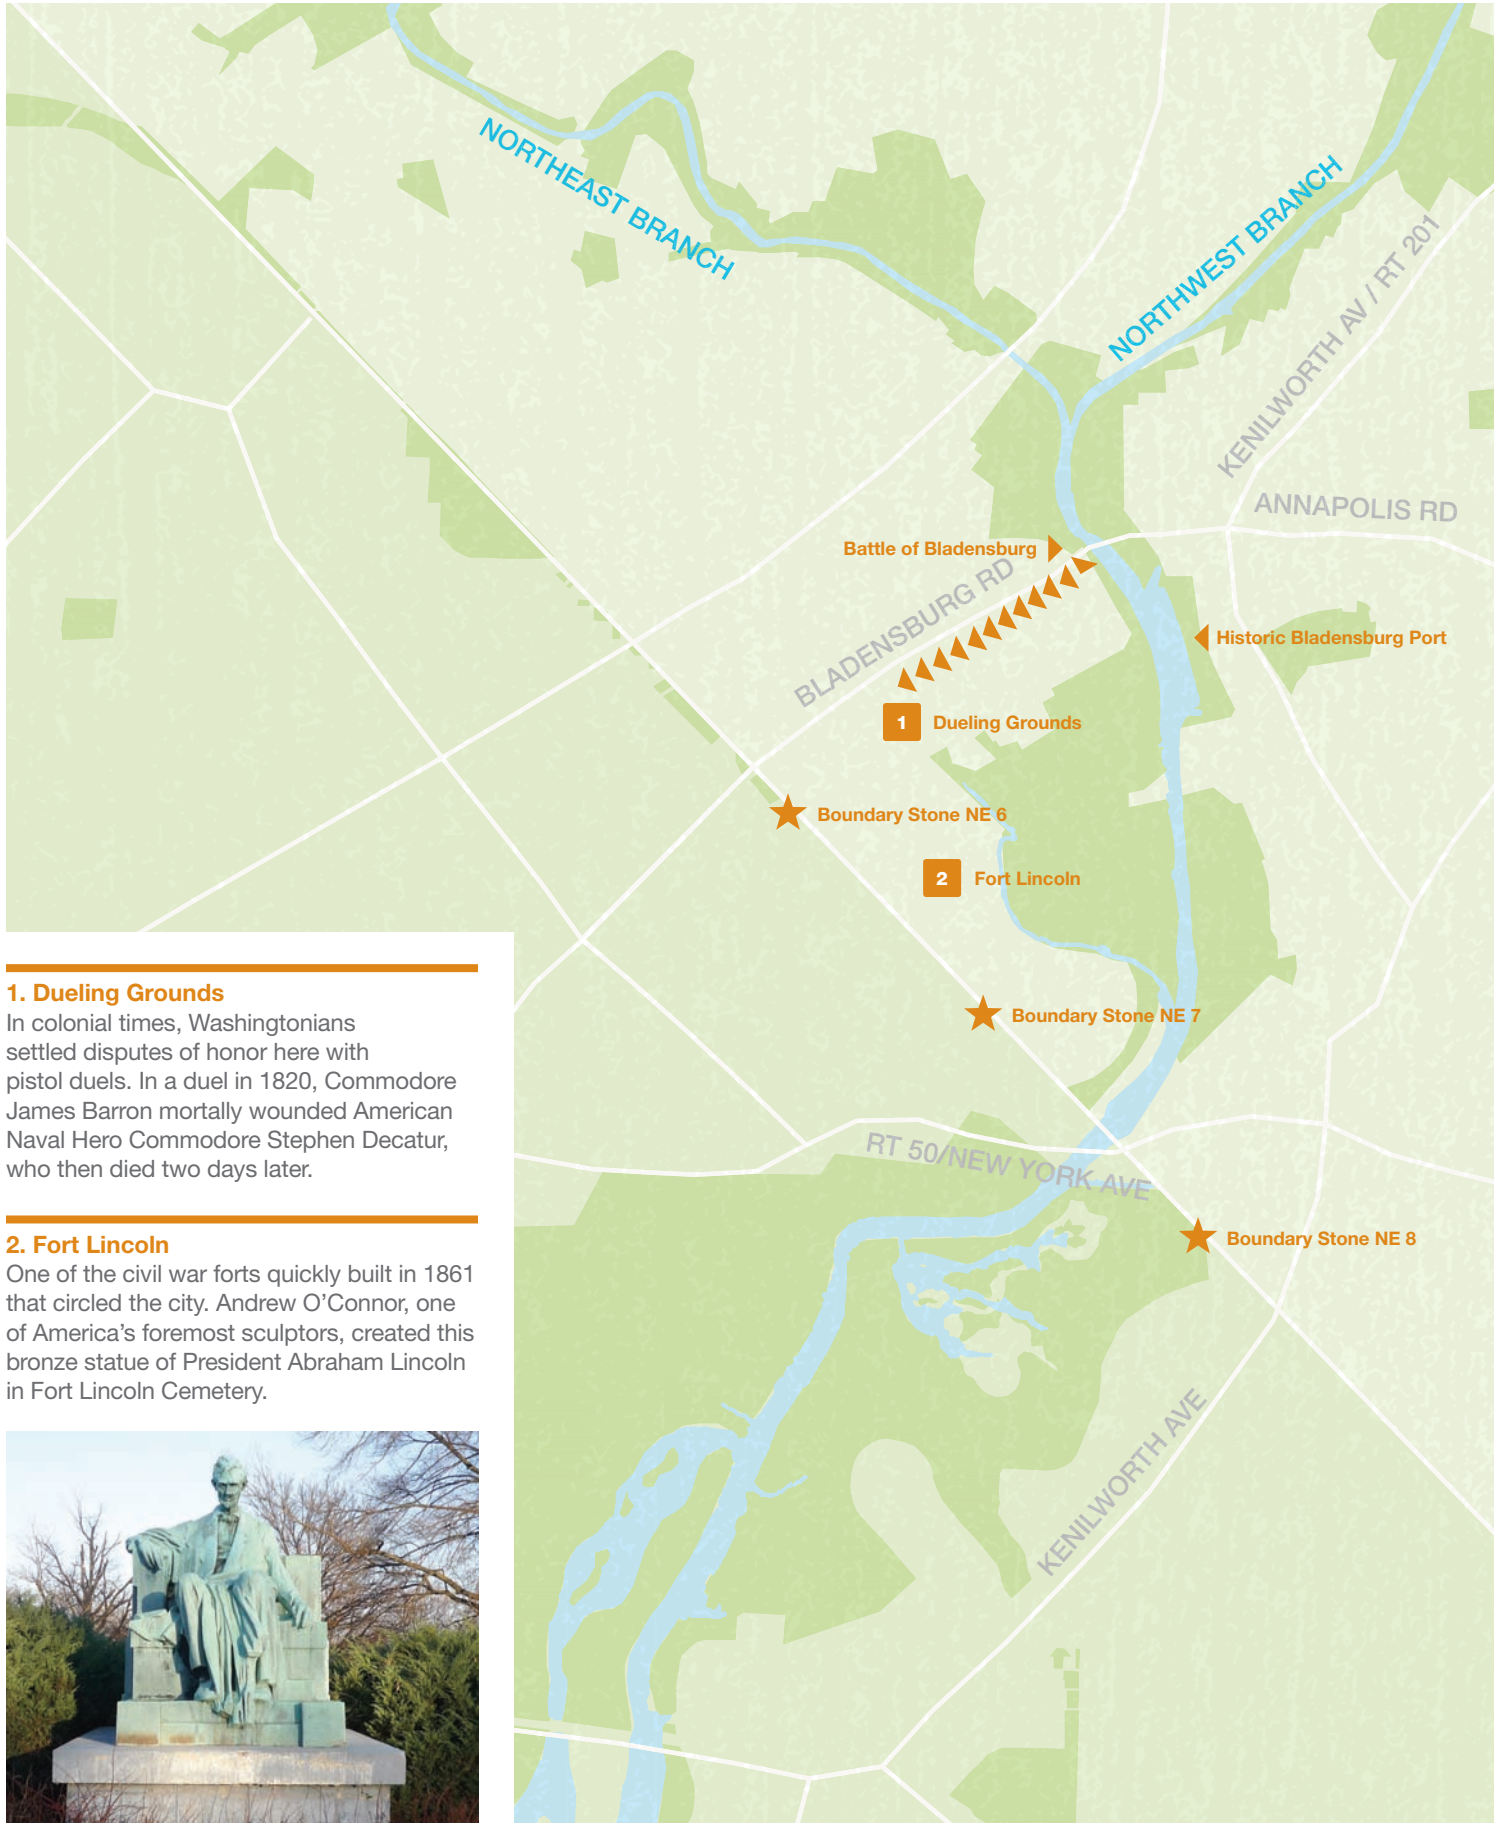 NORTHEAST BRANCH
NORTHWEST BRANCH
KENILWORTH AV / RT 201
ANNAPOLIS RD
Battle of Bladensburg
BLADENSBURG RD
Historic Bladensburg Port
1 Dueling Grounds
Boundary Stone NE 6
2 Fort Lincoln
Boundary Stone NE 7
RT 50/NEW YORK AVE
Boundary Stone NE 8
KENILWORTH AVE
1. Dueling Grounds
In colonial times, Washingtonians
settled disputes of honor here with
pistol duels. In a duel in 1820, Commodore
James Barron mortally wounded American
Naval Hero Commodore Stephen Decatur,
who then died two days later.
2. Fort Lincoln
One of the civil war forts quickly built in 1861
that circled the city. Andrew O’Connor, one
of America’s foremost sculptors, created this
bronze statue of President Abraham Lincoln
in Fort Lincoln Cemetery.